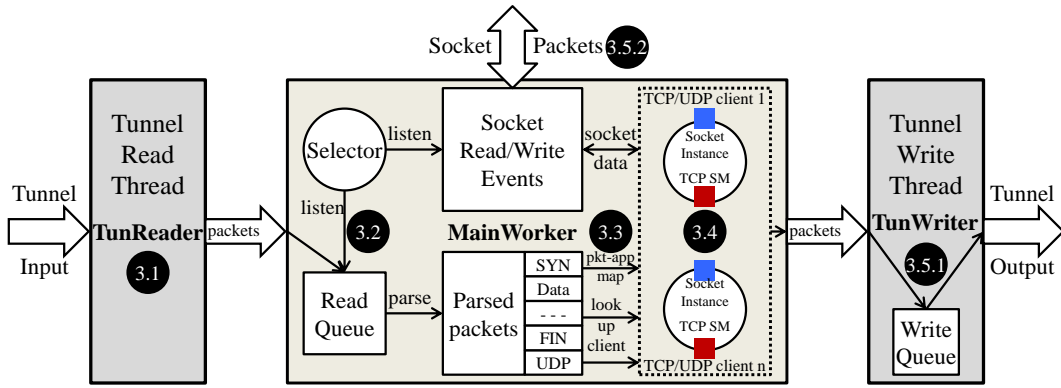 Socket
Packets
3.5.2
Tunnel
Input
Tunnel
Read
Thread
TunReader
3.1
packets
Selector
listen
listen
3.2
Read
Queue
parse
Socket
Read/Write
Events
MainWorker
3.3
Parsed
packets
SYN
Data
- - -
FIN
UDP
socket
data
pkt-app
map
look
up
client
TCP/UDP client 1
Socket
Instance
TCP SM
3.4
Socket
Instance
TCP SM
TCP/UDP client n
packets
Tunnel
Write
Thread
TunWriter
3.5.1
Write
Queue
Tunnel
Output